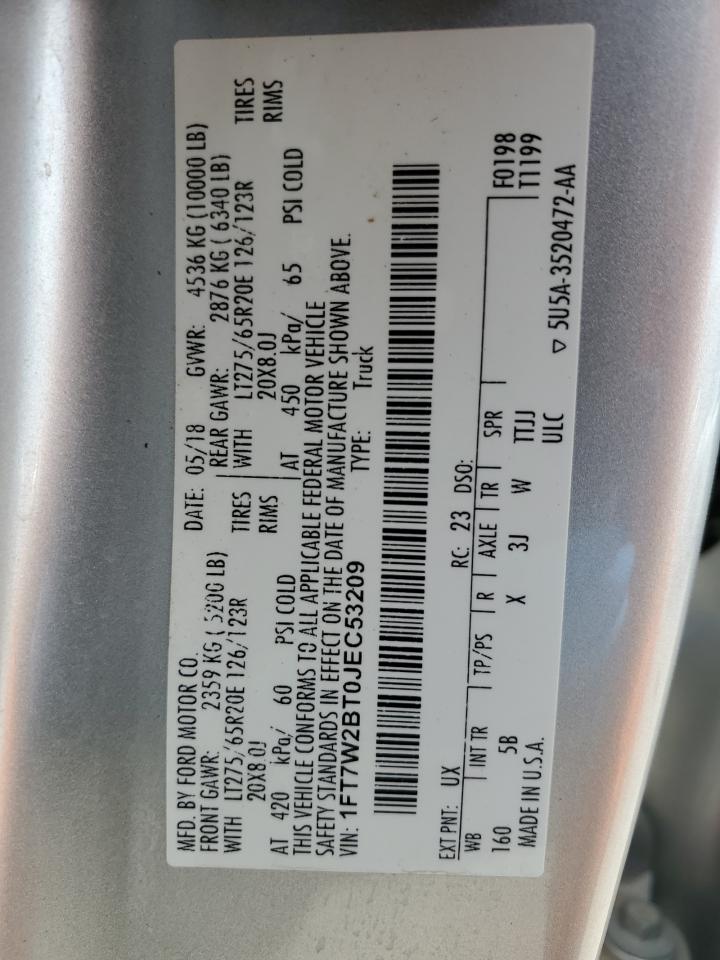 MFD. BY FORD MOTOR CO.
DATE: 05/18 GVWR: 4536 KG (10000 LB)
FRONT GAWR: 2359 KG ( 5200 LB)
REAR GAWR: 2876 KG ( 6340 LB)
WITH LT275/65R20E 126/123R TIRES
WITH LT275/65R20E 126/123R TIRES
20X8.0J RIMS
20X8.0J RIMS
AT 420 kPa/ 60 PSI COLD
AT 450 kPa/ 65 PSI COLD
THIS VEHICLE CONFORMS TO ALL APPLICABLE FEDERAL MOTOR VEHICLE
SAFETY STANDARDS IN EFFECT ON THE DATE OF MANUFACTURE SHOWN ABOVE.
VIN: 1FT7W2BT0JEC53209 TYPE: Truck
EXT PNT: UX RC: 23 DSO:
WB INT TR TP/PS R AXLE TR SPR
160 5B X 3J W TTJJ
ULC
F0198
T1199
MADE IN U.S.A.
▽ 5U5A-3520472-AA